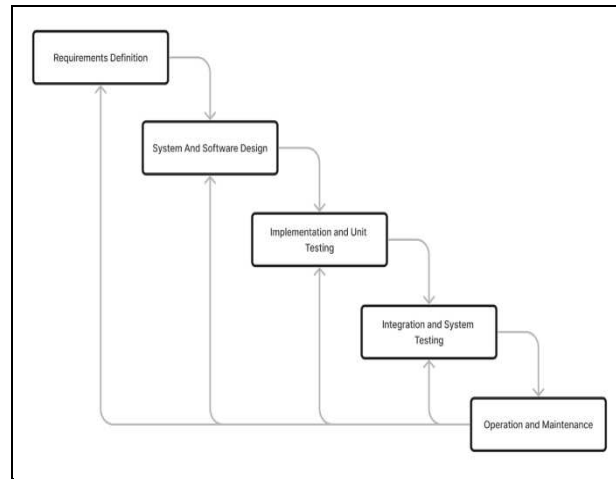 Requirements Definition
System And Software Design
Implementation and Unit
Testing
Integration and System
Testing
Operation and Maintenance